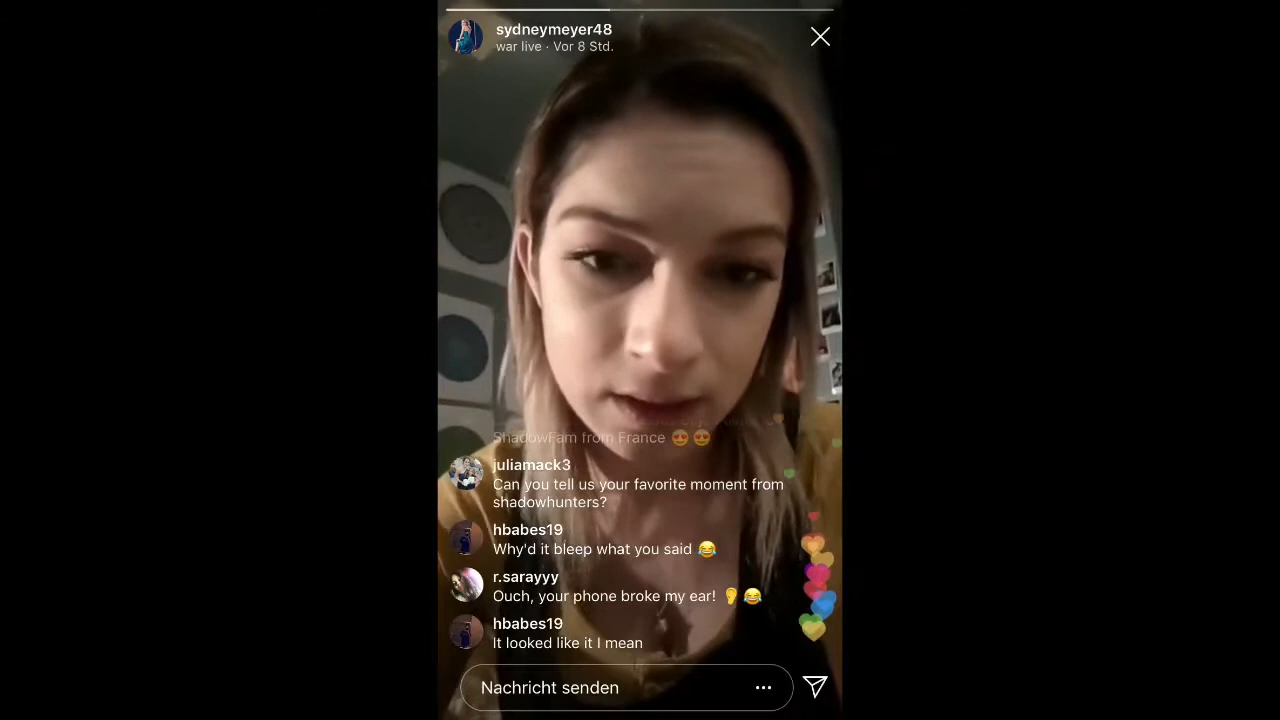 sydneymeyer48
war live · Vor 8 Std.
ShadowFam from France 😍😍
juliamack3
Can you tell us your favorite moment from
shadowhunters?
hbabes19
Why'd it bleep what you said 😂
r.sarayyy
Ouch, your phone broke my ear! 👂😂
hbabes19
It looked like it I mean
Nachricht senden